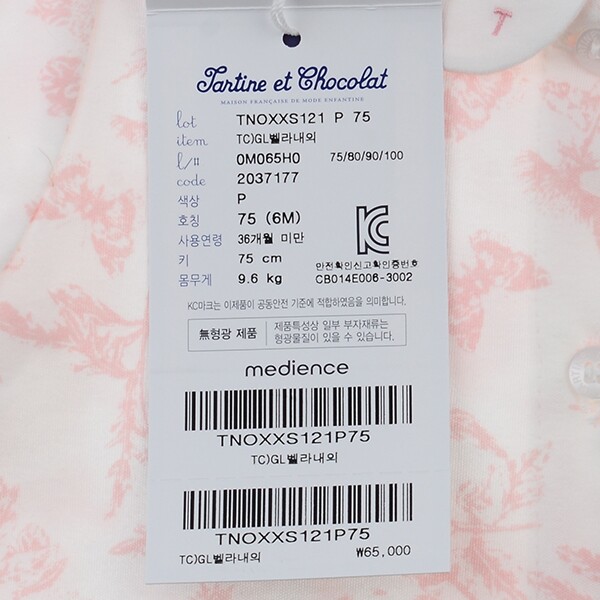 T
Tartine et Chocolat
MAISON FRANÇAISE DE MODE ENFANTINE
lot TNOXXS121 P 75
item TC)GL벨라내의
l/n 0M065H0 75/80/90/100
code 2037177
색상 P
호칭 75 (6M)
사용연령 36개월 미만
키 75 cm
몸무게 9.6 kg
안전확인신고확인증번호
CB014E006-3002
KC마크는 이제품이 공통안전 기준에 적합하였음을 의미합니다.
無형광 제품
제품특성상 일부 부자재류는
형광물질이 있을 수 있습니다.
medience
TNOXXS121P75
TC)GL벨라내의
TNOXXS121P75
TC)GL벨라내의 ₩65,000